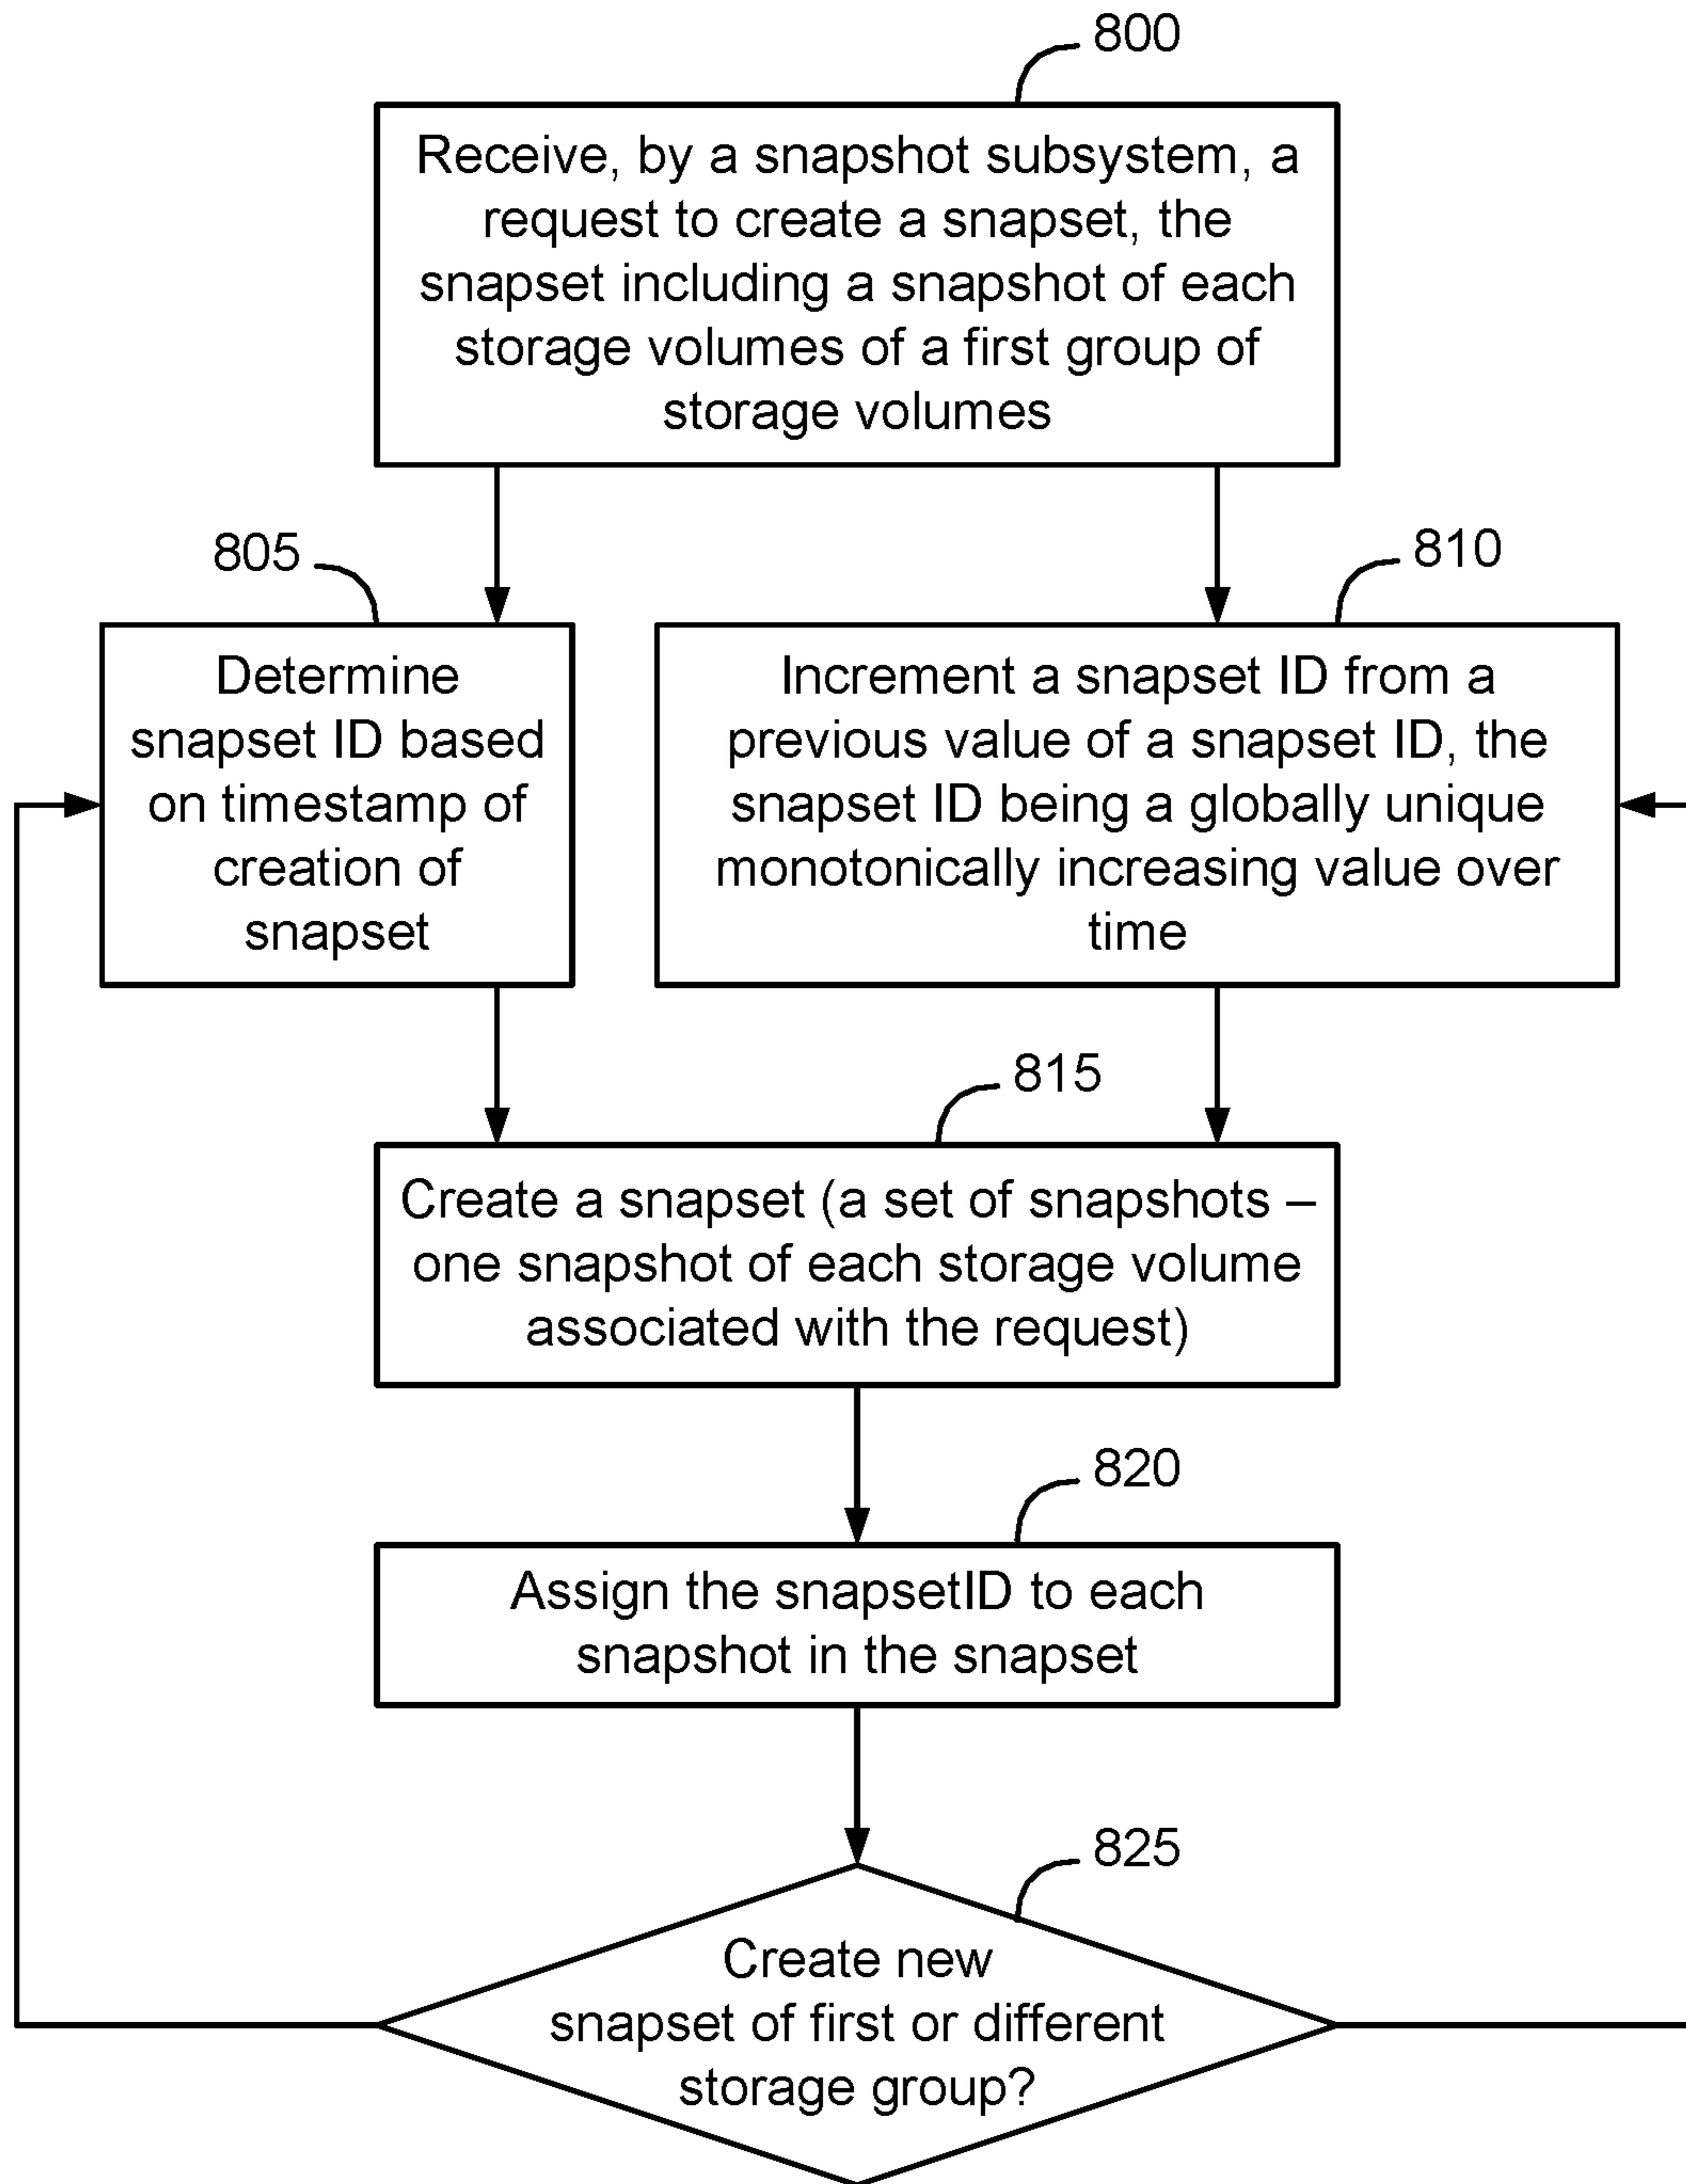 800
Receive, by a snapshot subsystem, a
request to create a snapset, the
snapset including a snapshot of each
storage volumes of a first group of
storage volumes
805
Determine
snapset ID based
on timestamp of
creation of
snapset
810
Increment a snapset ID from a
previous value of a snapset ID, the
snapset ID being a globally unique
monotonically increasing value over
time
815
Create a snapset (a set of snapshots –
one snapshot of each storage volume
associated with the request)
820
Assign the snapsetID to each
snapshot in the snapset
825
Create new
snapset of first or different
storage group?